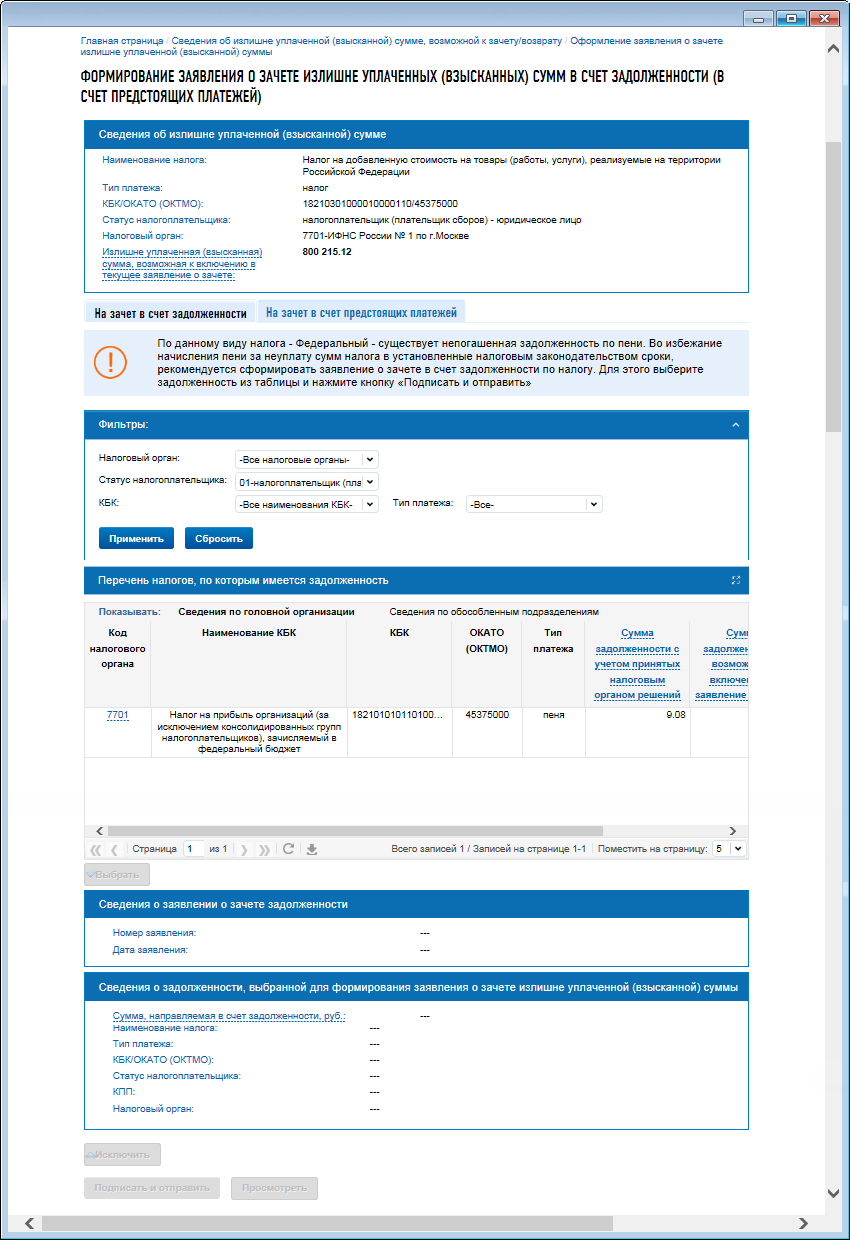 Главная страница / Сведения об излишне уплаченной (взысканной) сумме, возможной к зачету/возврату / Оформление заявления о зачете
излишне уплаченной (взысканной) суммы
ФОРМИРОВАНИЕ ЗАЯВЛЕНИЯ О ЗАЧЕТЕ ИЗЛИШНЕ УПЛАЧЕННЫХ (ВЗЫСКАННЫХ) СУММ В СЧЕТ ЗАДОЛЖЕННОСТИ (В
СЧЕТ ПРЕДСТОЯЩИХ ПЛАТЕЖЕЙ)
Сведения об излишне уплаченной (взысканной) сумме
Наименование налога: Налог на добавленную стоимость на товары (работы, услуги), реализуемые на территории
Российской Федерации
Тип платежа: налог
КБК/ОКАТО (ОКТМО): 18210301000010000110/45375000
Статус налогоплательщика: налогоплательщик (плательщик сборов) - юридическое лицо
Налоговый орган: 7701-ИФНС России № 1 по г.Москве
Излишне уплаченная (взысканная) 800 215.12
сумма, возможная к включению в
текущее заявление о зачете:
На зачет в счет задолженности На зачет в счет предстоящих платежей
По данному виду налога - Федеральный - существует непогашенная задолженность по пени. Во избежание
начисления пени за неуплату сумм налога в установленные налоговым законодательством сроки,
рекомендуется сформировать заявление о зачете в счет задолженности по налогу. Для этого выберите
задолженность из таблицы и нажмите кнопку «Подписать и отправить»
Фильтры:
Налоговый орган: -Все налоговые органы-
Статус налогоплательщика: 01-налогоплательщик (пла
КБК: -Все наименования КБК- Тип платежа: -Все-
Применить Сбросить
Перечень налогов, по которым имеется задолженность
Показывать: Сведения по головной организации Сведения по обособленным подразделениям
Код Наименование КБК КБК ОКАТО Тип Сумма Сумм
налогового (ОКТМО) платежа задолженности с задолжен
органа учетом принятых возмож
налоговым включен
органом решений заявление
7701 Налог на прибыль организаций (за 182101010110100... 45375000 пеня 9.08
исключением консолидированных групп
налогоплательщиков), зачисляемый в
федеральный бюджет
Страница 1 из 1 Всего записей 1 / Записей на странице 1-1 Поместить на страницу: 5
Выбрать
Сведения о заявлении о зачете задолженности
Номер заявления: ---
Дата заявления: ---
Сведения о задолженности, выбранной для формирования заявления о зачете излишне уплаченной (взысканной) суммы
Сумма, направляемая в счет задолженности, руб.: ---
Наименование налога: ---
Тип платежа: ---
КБК/ОКАТО (ОКТМО): ---
Статус налогоплательщика: ---
КПП: ---
Налоговый орган: ---
Исключить
Подписать и отправить Просмотреть